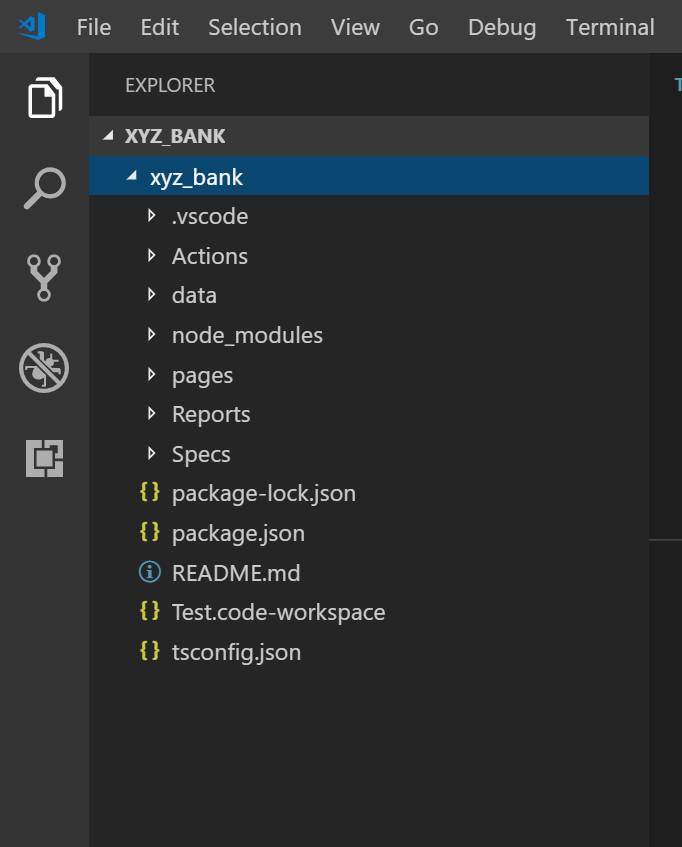 File Edit Selection View Go Debug Terminal
EXPLORER
XYZ_BANK
xyz_bank
.vscode
Actions
data
node_modules
pages
Reports
Specs
package-lock.json
package.json
README.md
Test.code-workspace
tsconfig.json